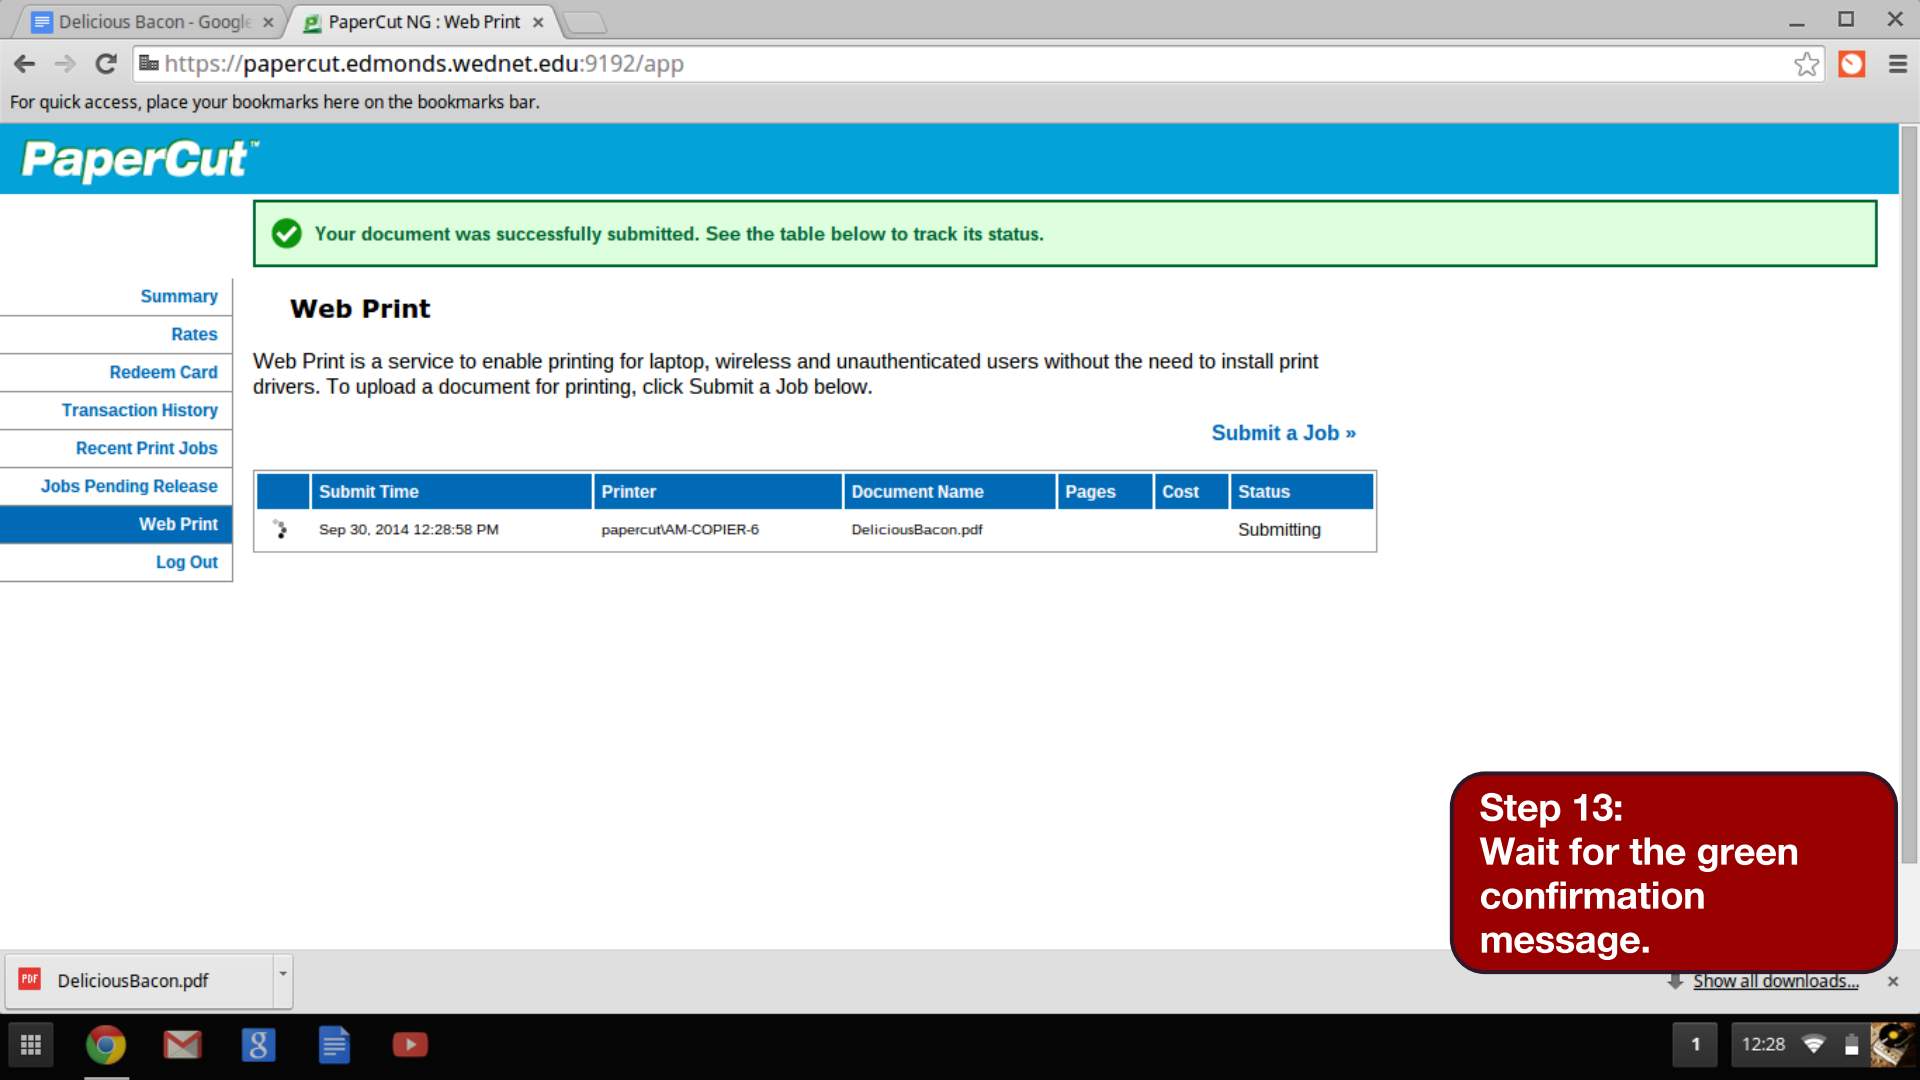 Delicious Bacon - Google
PaperCut NG : Web Print
https://papercut.edmonds.wednet.edu:9192/app
For quick access, place your bookmarks here on the bookmarks bar.
PaperCut™
Your document was successfully submitted. See the table below to track its status.
Summary
Rates
Redeem Card
Transaction History
Recent Print Jobs
Jobs Pending Release
Web Print
Log Out
Web Print
Web Print is a service to enable printing for laptop, wireless and unauthenticated users without the need to install print
drivers. To upload a document for printing, click Submit a Job below.
Submit a Job »
Submit Time Printer Document Name Pages Cost Status
Sep 30, 2014 12:28:58 PM papercut\AM-COPIER-6 DeliciousBacon.pdf Submitting
Step 13:
Wait for the green
confirmation
message.
PDF DeliciousBacon.pdf
Show all downloads...
8
1 12:28